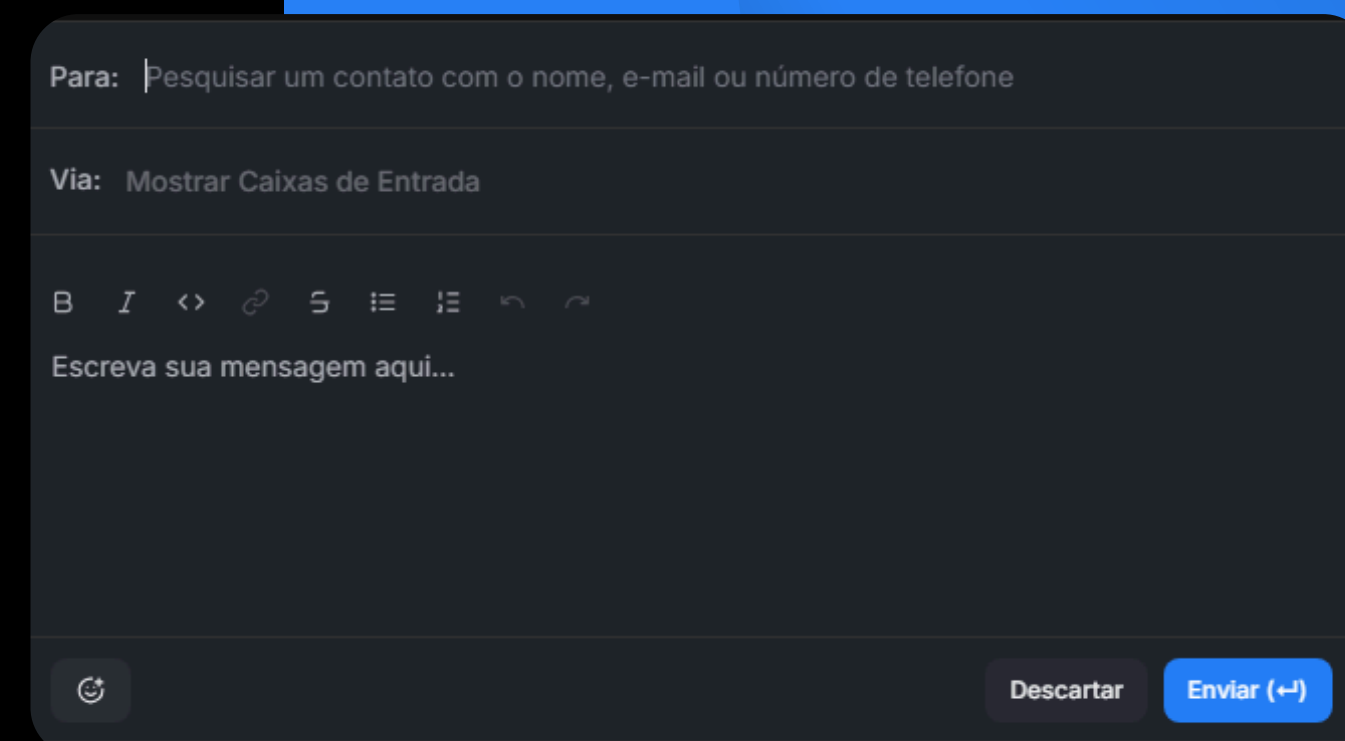 Para: Pesquisar um contato com o nome, e-mail ou número de telefone
Via: Mostrar Caixas de Entrada
Escreva sua mensagem aqui...
Descartar Enviar (↵)